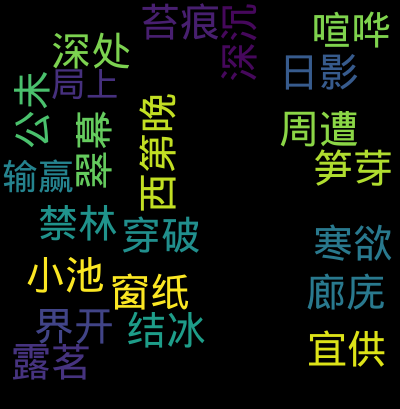 苔痕
深沉
喧哗
深处
日影
局上
公未
翠幕
西第晚
周遭
笋芽
输赢
禁林
穿破
寒欲
小池
窗纸
廊庑
界开
结冰
露茗
宜供